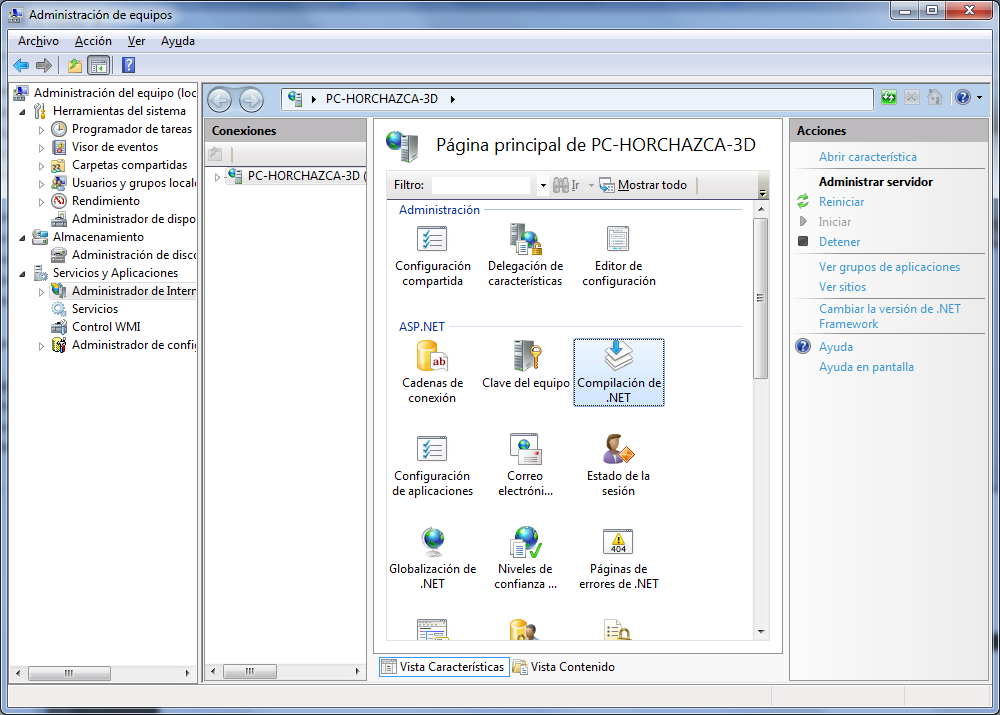 Administración de equipos
Archivo Acción Ver Ayuda
Administración del equipo (loc
Herramientas del sistema
Programador de tareas
Visor de eventos
Carpetas compartidas
Usuarios y grupos locale
Rendimiento
Administrador de dispo
Almacenamiento
Administración de disco
Servicios y Aplicaciones
Administrador de Intern
Servicios
Control WMI
Administrador de config
PC-HORCHAZCA-3D
Conexiones
PC-HORCHAZCA-3D (
Página principal de PC-HORCHAZCA-3D
Filtro: Ir Mostrar todo
Administración
Configuración
compartida
Delegación de
características
Editor de
configuración
ASP.NET
Cadenas de
conexión
Clave del equipo
Compilación de
.NET
Configuración
de aplicaciones
Correo
electróni...
Estado de la
sesión
Globalización de
.NET
Niveles de
confianza ...
404
Páginas de
errores de .NET
Vista Características Vista Contenido
Acciones
Abrir característica
Administrar servidor
Reiniciar
Iniciar
Detener
Ver grupos de aplicaciones
Ver sitios
Cambiar la versión de .NET
Framework
Ayuda
Ayuda en pantalla